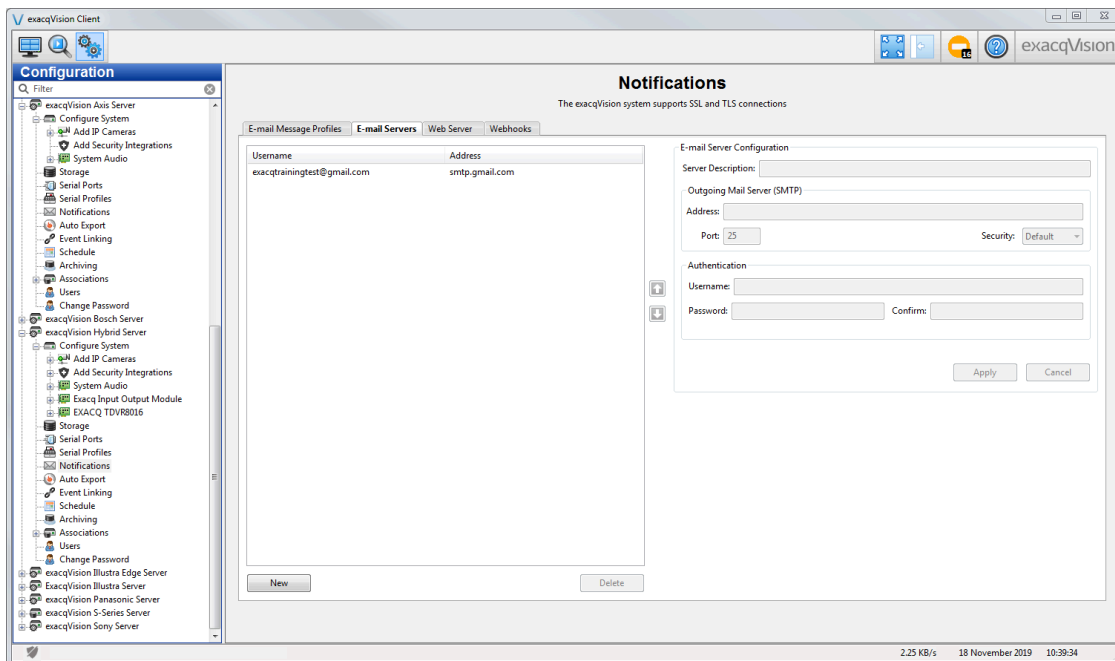 exacqVision Client
16
exacqVision
Configuration
Filter
exacqVision Axis Server
Configure System
Add IP Cameras
Add Security Integrations
System Audio
Storage
Serial Ports
Serial Profiles
Notifications
Auto Export
Event Linking
Schedule
Archiving
Associations
Users
Change Password
exacqVision Bosch Server
exacqVision Hybrid Server
Configure System
Add IP Cameras
Add Security Integrations
System Audio
Exacq Input Output Module
EXACQ TDVR8016
Storage
Serial Ports
Serial Profiles
Notifications
Auto Export
Event Linking
Schedule
Archiving
Associations
Users
Change Password
exacqVision Illustra Edge Server
ExacqVision Illustra Server
exacqVision Panasonic Server
exacqVision S-Series Server
exacqVision Sony Server
Notifications
The exacqVision system supports SSL and TLS connections
E-mail Message Profiles E-mail Servers Web Server Webhooks
Username Address
exacqtrainingtest@gmail.com smtp.gmail.com
New Delete
E-mail Server Configuration
Server Description:
Outgoing Mail Server (SMTP)
Address:
Port: 25 Security: Default
Authentication
Username:
Password: Confirm:
Apply Cancel
2.25 KB/s 18 November 2019 10:39:34